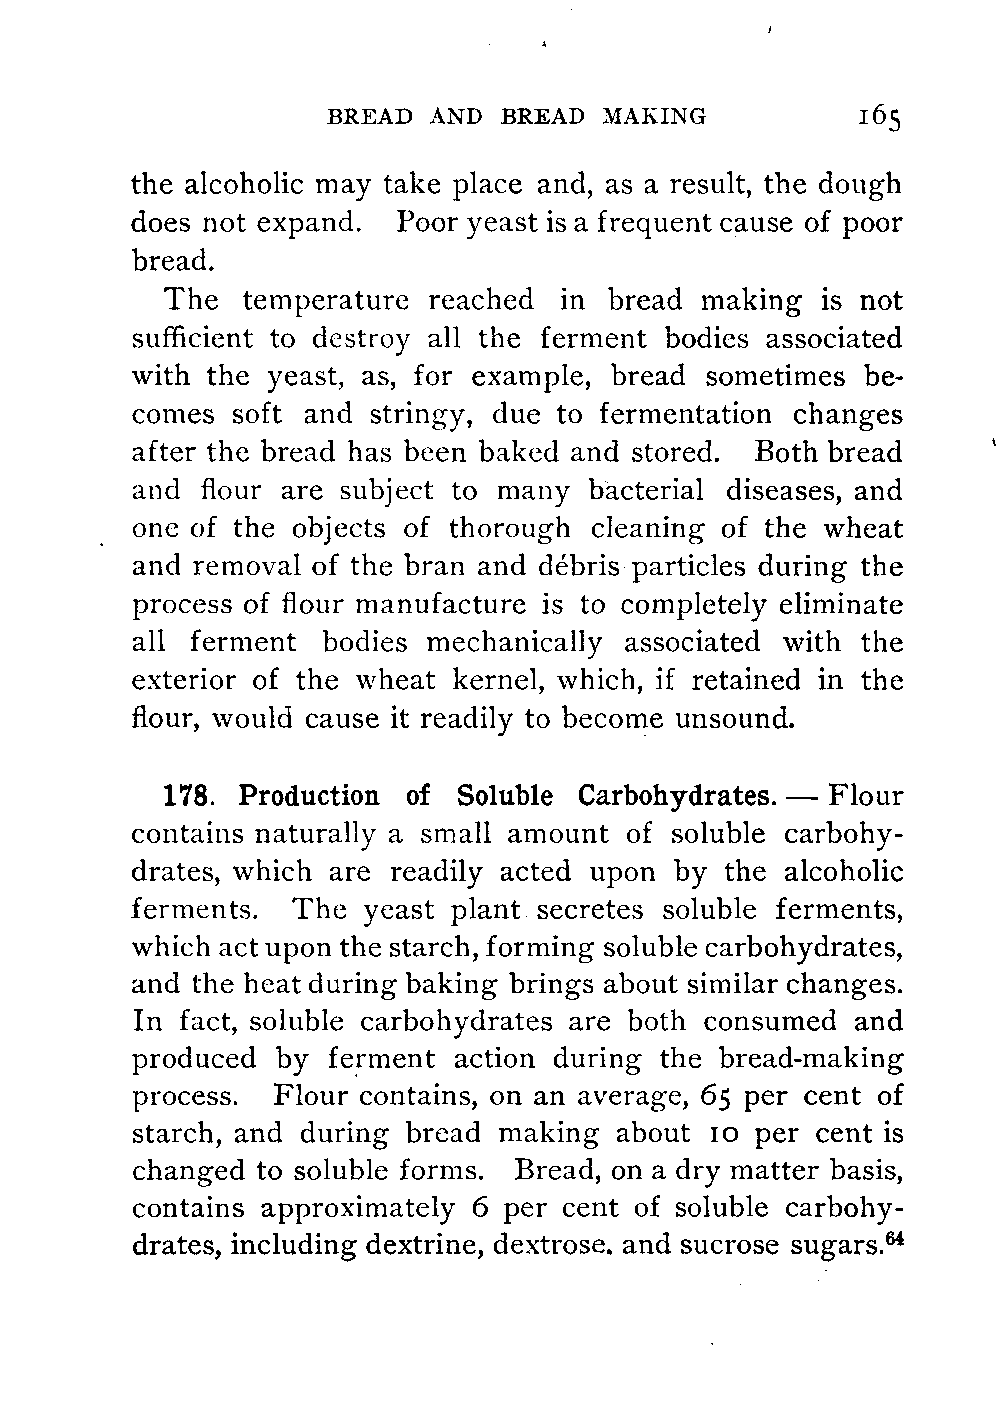 BREAD AND BREAD MAKING 165
the alcoholic may take place and, as a result, the dough
does not expand. Poor yeast is a frequent cause of poor
bread.
The temperature reached in bread making is not
sufficient to destroy all the ferment bodies associated
with the yeast, as, for example, bread sometimes be-
comes soft and stringy, due to fermentation changes
after the bread has been baked and stored. Both bread
and flour are subject to many bacterial diseases, and
one of the objects of thorough cleaning of the wheat
and removal of the bran and débris particles during the
process of flour manufacture is to completely eliminate
all ferment bodies mechanically associated with the
exterior of the wheat kernel, which, if retained in the
flour, would cause it readily to become unsound.
178. Production of Soluble Carbohydrates. — Flour
contains naturally a small amount of soluble carbohy-
drates, which are readily acted upon by the alcoholic
ferments. The yeast plant secretes soluble ferments,
which act upon the starch, forming soluble carbohydrates,
and the heat during baking brings about similar changes.
In fact, soluble carbohydrates are both consumed and
produced by ferment action during the bread-making
process. Flour contains, on an average, 65 per cent of
starch, and during bread making about 10 per cent is
changed to soluble forms. Bread, on a dry matter basis,
contains approximately 6 per cent of soluble carbohy-
drates, including dextrine, dextrose, and sucrose sugars.⁶⁴